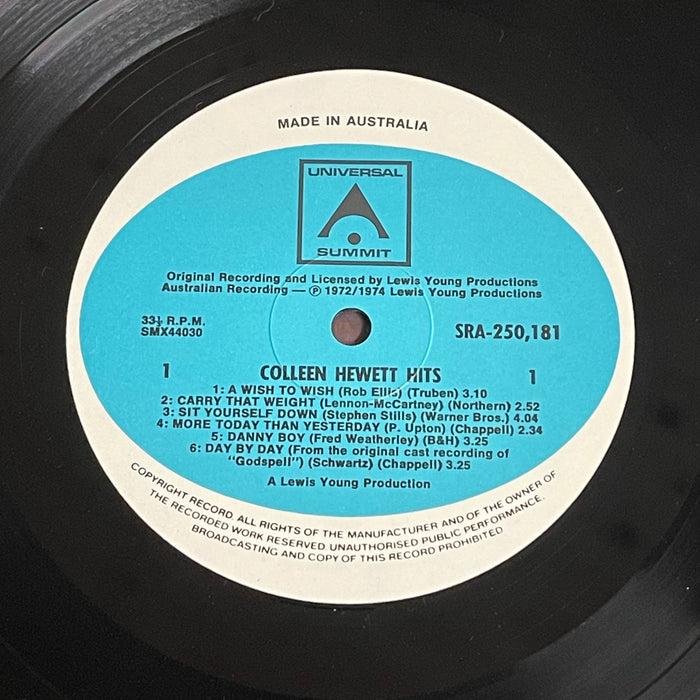 MADE IN AUSTRALIA
UNIVERSAL
SUMMIT
Original Recording and Licensed by Lewis Young Productions
Australian Recording — Ⓟ 1972/1974 Lewis Young Productions
33⅓ R.P.M.
SMX44030
SRA-250,181
1 COLLEEN HEWETT HITS 1
1: A WISH TO WISH (Rob Ellis) (Truben) 3.10
2: CARRY THAT WEIGHT (Lennon-McCartney) (Northern) 2.52
3: SIT YOURSELF DOWN (Stephen Stills) (Warner Bros.) 4.04
4: MORE TODAY THAN YESTERDAY (P. Upton) (Chappell) 2.34
5: DANNY BOY (Fred Weatherley) (B&H) 3.25
6: DAY BY DAY (From the original cast recording of
"Godspell") (Schwartz) (Chappell) 3.25
A Lewis Young Production
COPYRIGHT RECORD. ALL RIGHTS OF THE MANUFACTURER AND OF THE OWNER OF
THE RECORDED WORK RESERVED UNAUTHORISED PUBLIC PERFORMANCE.
BROADCASTING AND COPY OF THIS RECORD PROHIBITED